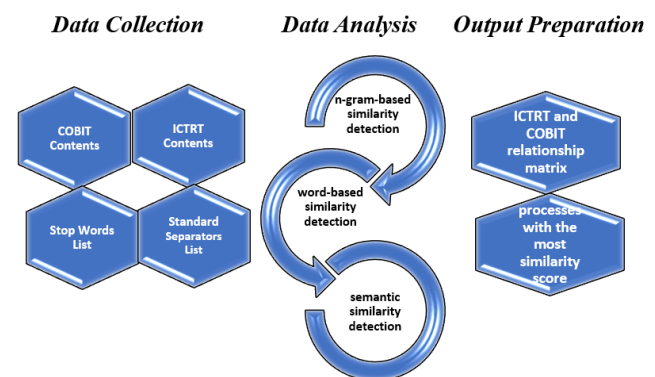 Data Collection
Data Analysis
Output Preparation
COBIT
Contents
ICTRT
Contents
Stop Words
List
Standard
Separators
List
n-gram-based
similarity
detection
word-based
similarity
detection
semantic
similarity
detection
ICTRT and
COBIT
relationship
matrix
processes
with the
most
similarity
score